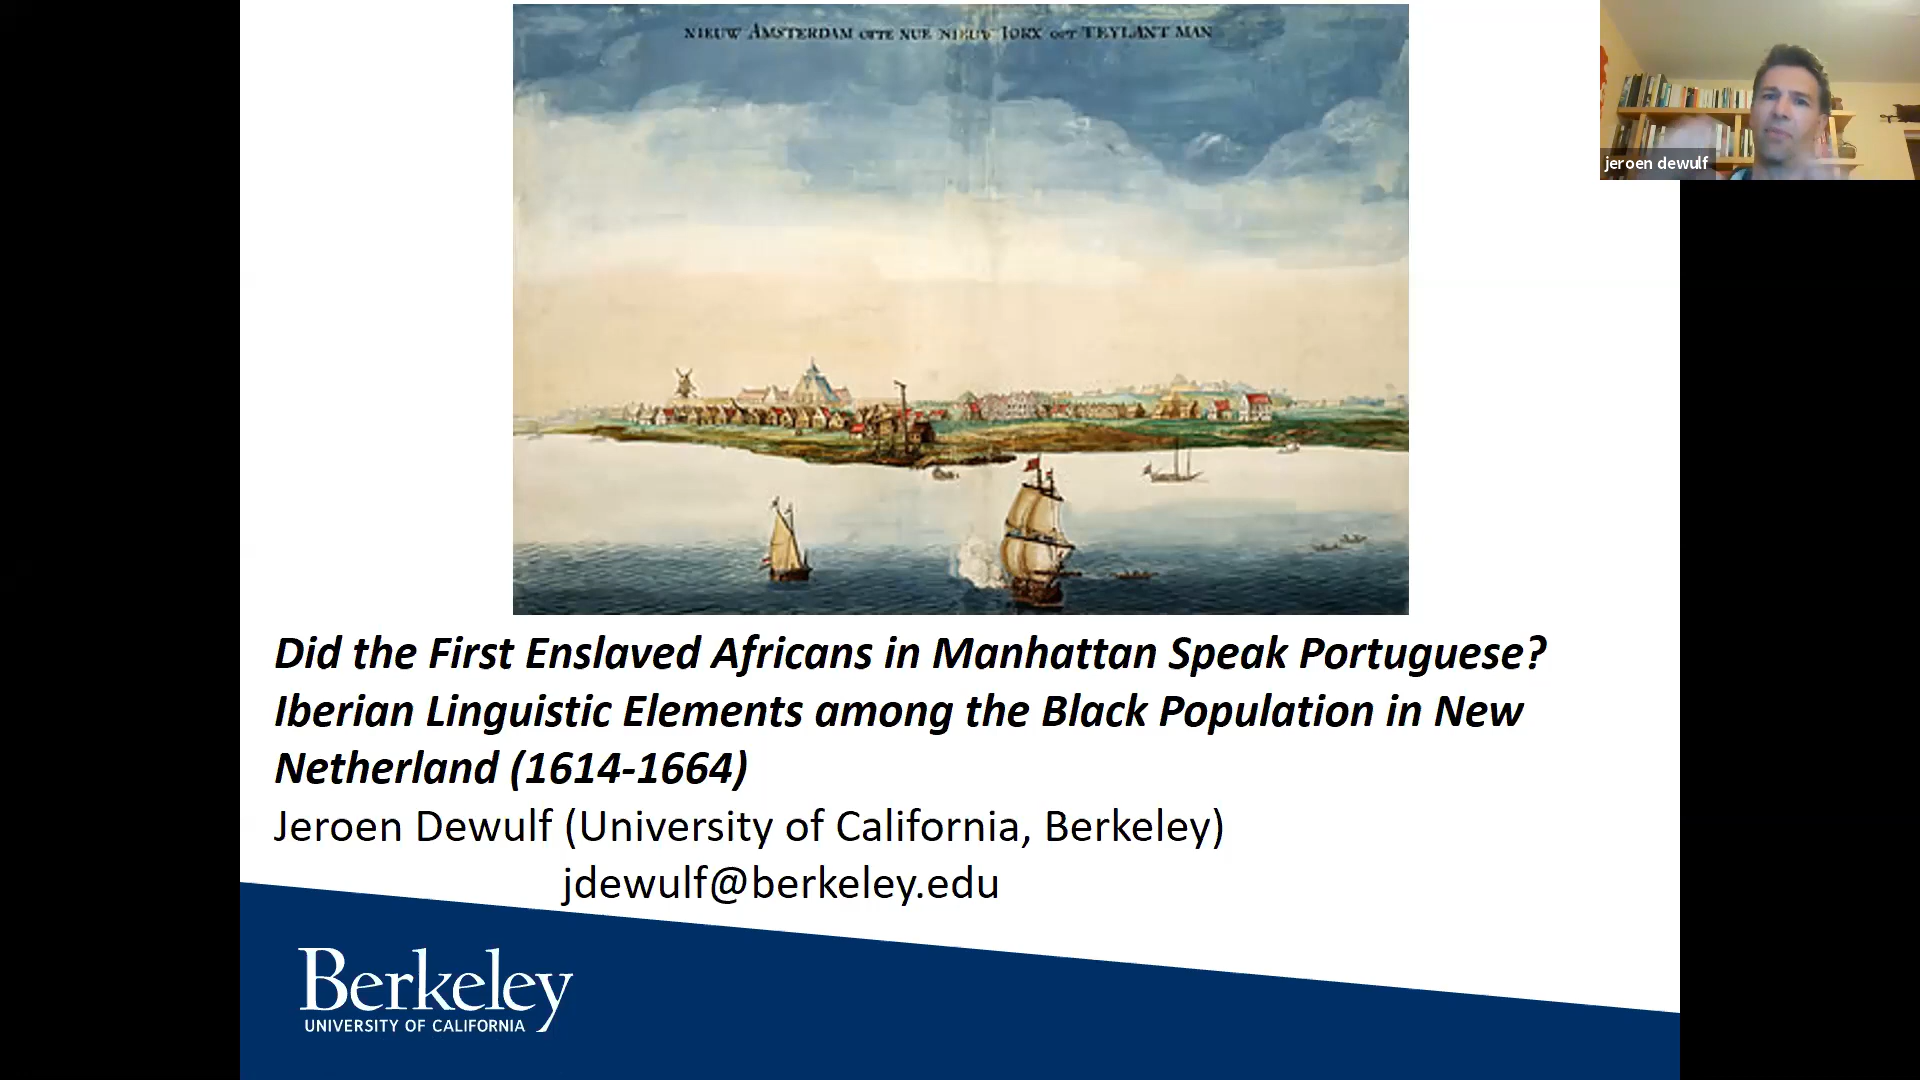 NIEUW AMSTERDAM OFTE NUE NIEUW IORX OPT TEYLANT MAN
jeroen dewulf
Did the First Enslaved Africans in Manhattan Speak Portuguese?
Iberian Linguistic Elements among the Black Population in New
Netherland (1614-1664)
Jeroen Dewulf (University of California, Berkeley)
jdewulf@berkeley.edu
Berkeley
UNIVERSITY OF CALIFORNIA